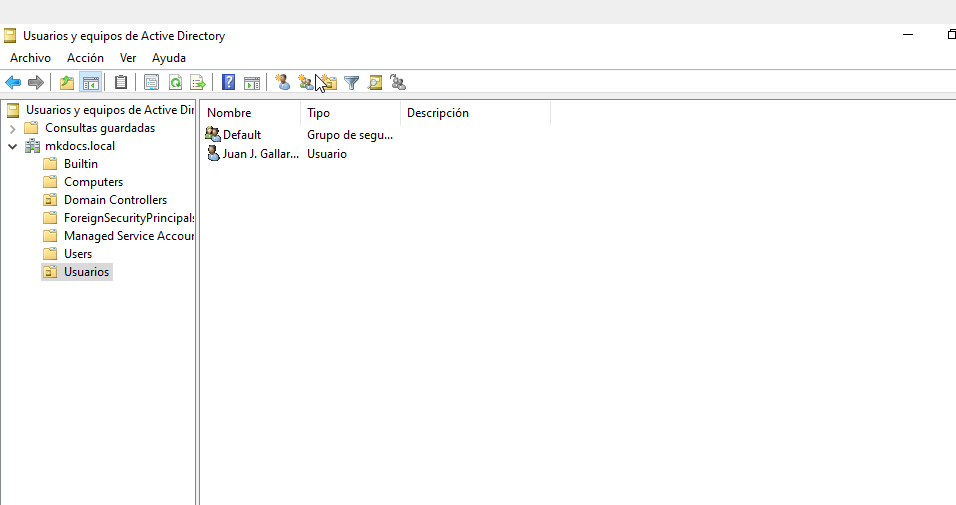 Usuarios y equipos de Active Directory
Archivo Acción Ver Ayuda
Usuarios y equipos de Active Dir
Consultas guardadas
mkdocs.local
Builtin
Computers
Domain Controllers
ForeignSecurityPrincipals
Managed Service Accour
Users
Usuarios
Nombre Tipo Descripción
Default Grupo de segu...
Juan J. Gallar... Usuario